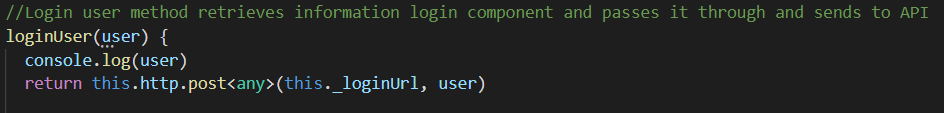 //Login user method retrieves information login component and passes it through and sends to API
loginUser(user) {
  console.log(user)
  return this.http.post<any>(this._loginUrl, user)